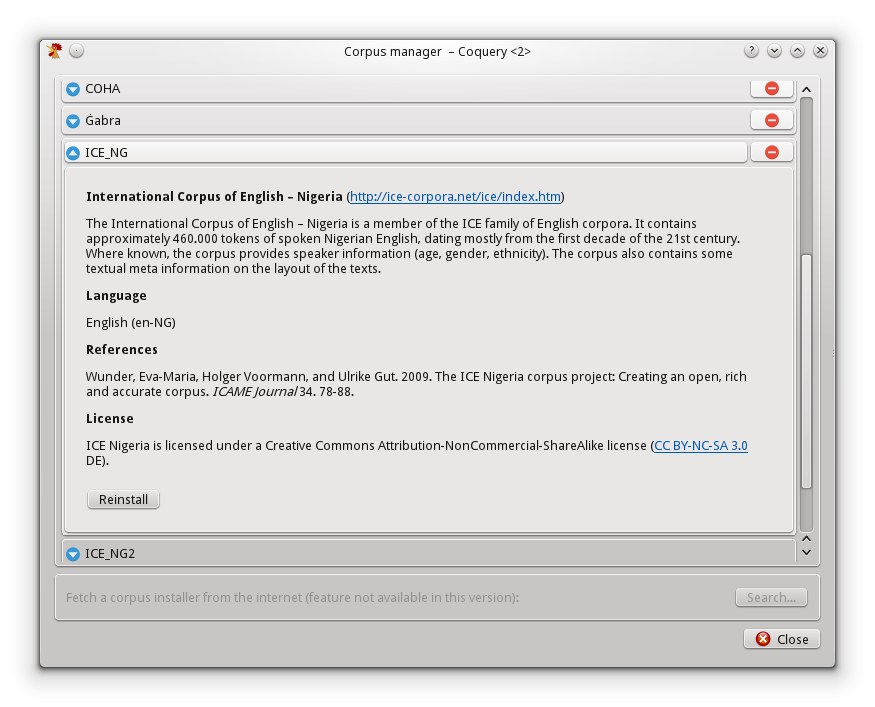 Corpus manager – Coquery <2>
COHA
Ġabra
ICE_NG
International Corpus of English – Nigeria (http://ice-corpora.net/ice/index.htm)
The International Corpus of English – Nigeria is a member of the ICE family of English corpora. It contains
approximately 460.000 tokens of spoken Nigerian English, dating mostly from the first decade of the 21st century.
Where known, the corpus provides speaker information (age, gender, ethnicity). The corpus also contains some
textual meta information on the layout of the texts.
Language
English (en-NG)
References
Wunder, Eva-Maria, Holger Voormann, and Ulrike Gut. 2009. The ICE Nigeria corpus project: Creating an open, rich
and accurate corpus. ICAME Journal 34. 78-88.
License
ICE Nigeria is licensed under a Creative Commons Attribution-NonCommercial-ShareAlike license (CC BY-NC-SA 3.0
DE).
Reinstall
ICE_NG2
Fetch a corpus installer from the internet (feature not available in this version):
Search...
Close